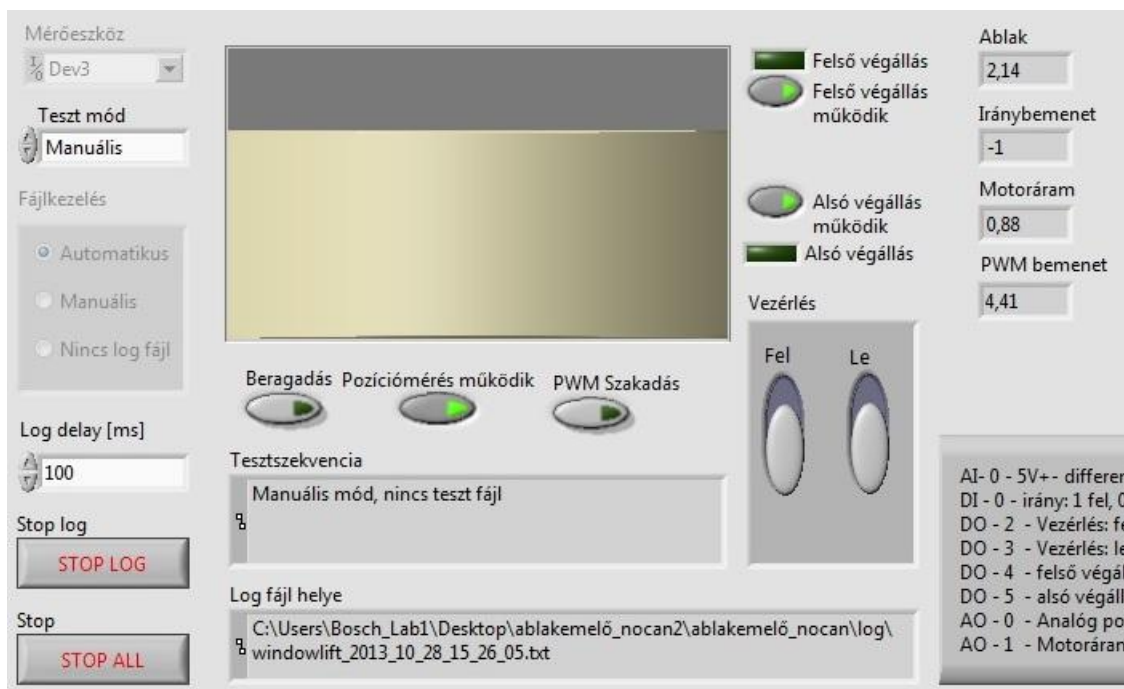 Mérőeszköz
Dev3
Teszt mód
Manuális
Fájlkezelés
Automatikus
Manuális
Nincs log fájl
Log delay [ms]
100
Stop log
STOP LOG
Stop
STOP ALL
Beragadás
Pozíciómérés működik
PWM Szakadás
Tesztszekvencia
Manuális mód, nincs teszt fájl
Log fájl helye
C:\Users\Bosch_Lab1\Desktop\ablakemelő_nocan2\ablakemelő_nocan\log\
windowlift_2013_10_28_15_26_05.txt
Felső végállás
Felső végállás
működik
Alsó végállás
működik
Alsó végállás
Vezérlés
Fel
Le
Ablak
2,14
Iránybemenet
-1
Motoráram
0,88
PWM bemenet
4,41
AI- 0 - 5V+- differen
DI - 0 - irány: 1 fel, 0
DO - 2 - Vezérlés: fe
DO - 3 - Vezérlés: le
DO - 4 - felső végál
DO - 5 - alsó végáll
AO - 0 - Analóg po
AO - 1 - Motoráran